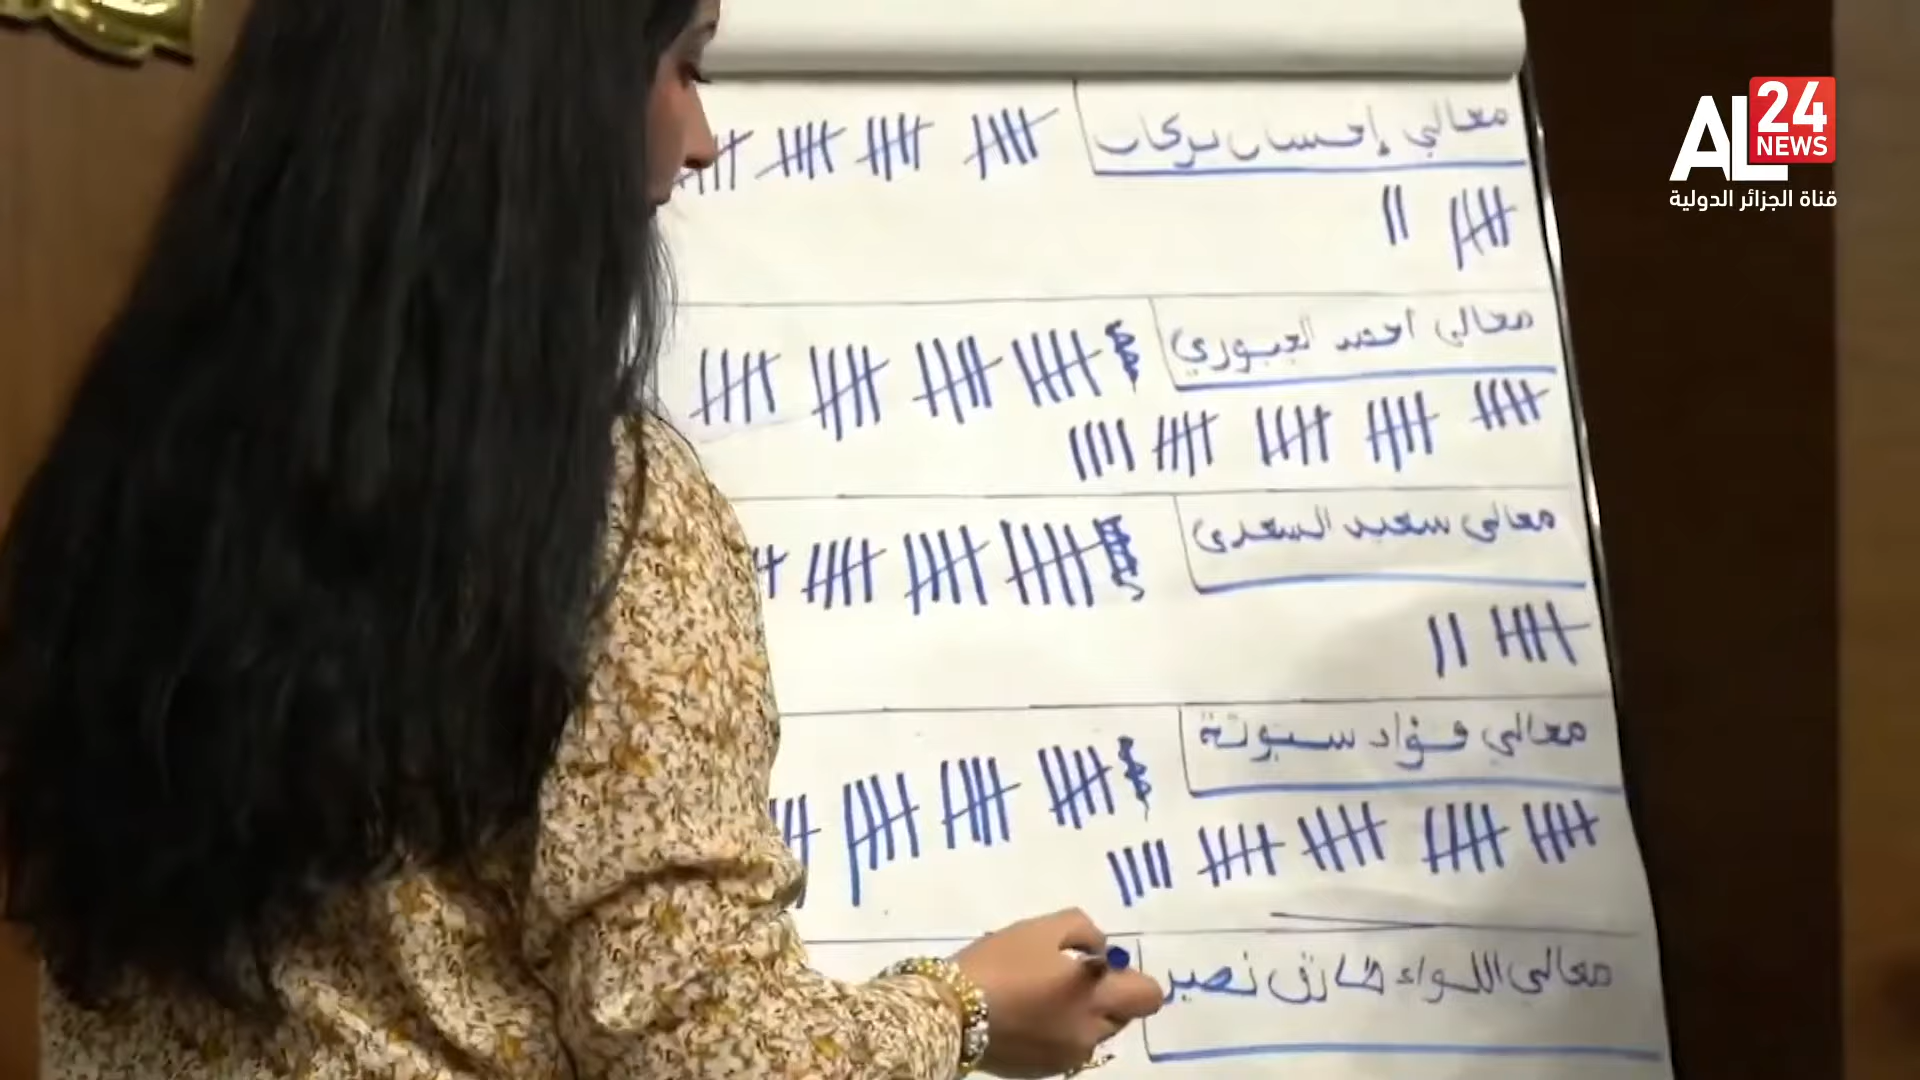 AL
24
NEWS
قناة الجزائر الدولية
معالي إحسان بركات
معالي احمد الجبوري
معالي سعيد السعدي
معالي فؤاد سبوتة
معالي اللواء طارق نصير